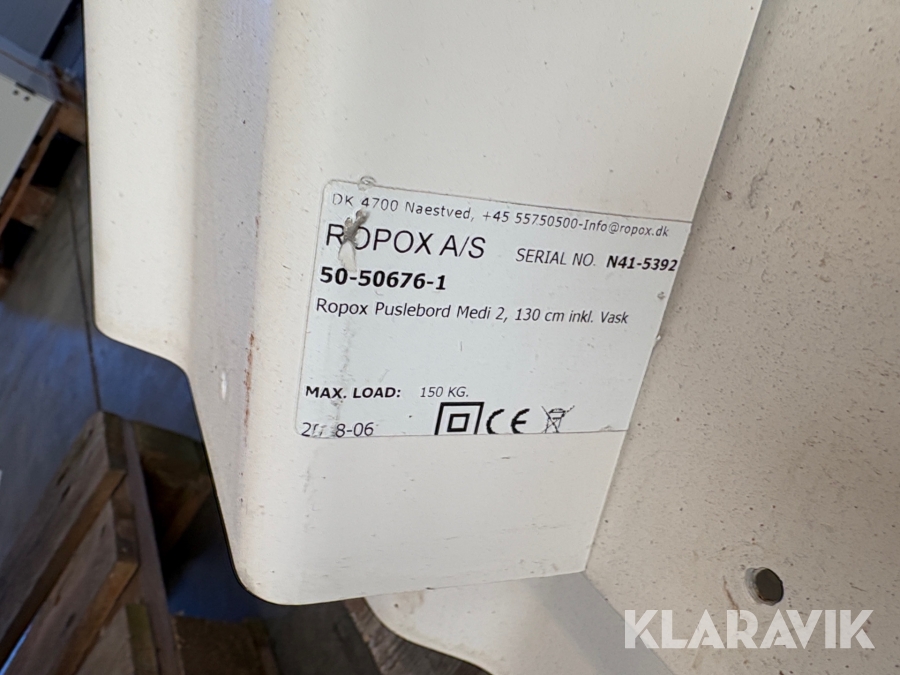 DK 4700 Naestved, +45 55750500-Info@ropox.dk
ROPOX A/S SERIAL NO. N41-5392
50-50676-1
Ropox Puslebord Medi 2, 130 cm inkl. Vask
MAX. LOAD: 150 KG.
CE
KLARAVIK